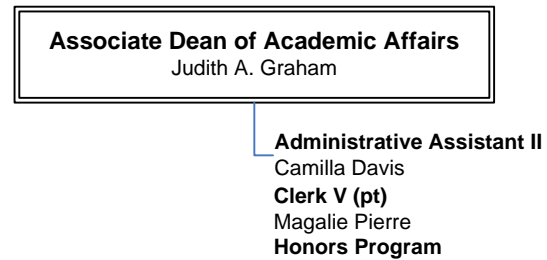 Associate Dean of Academic Affairs
Judith A. Graham
Administrative Assistant II
Camilla Davis
Clerk V (pt)
Magalie Pierre
Honors Program